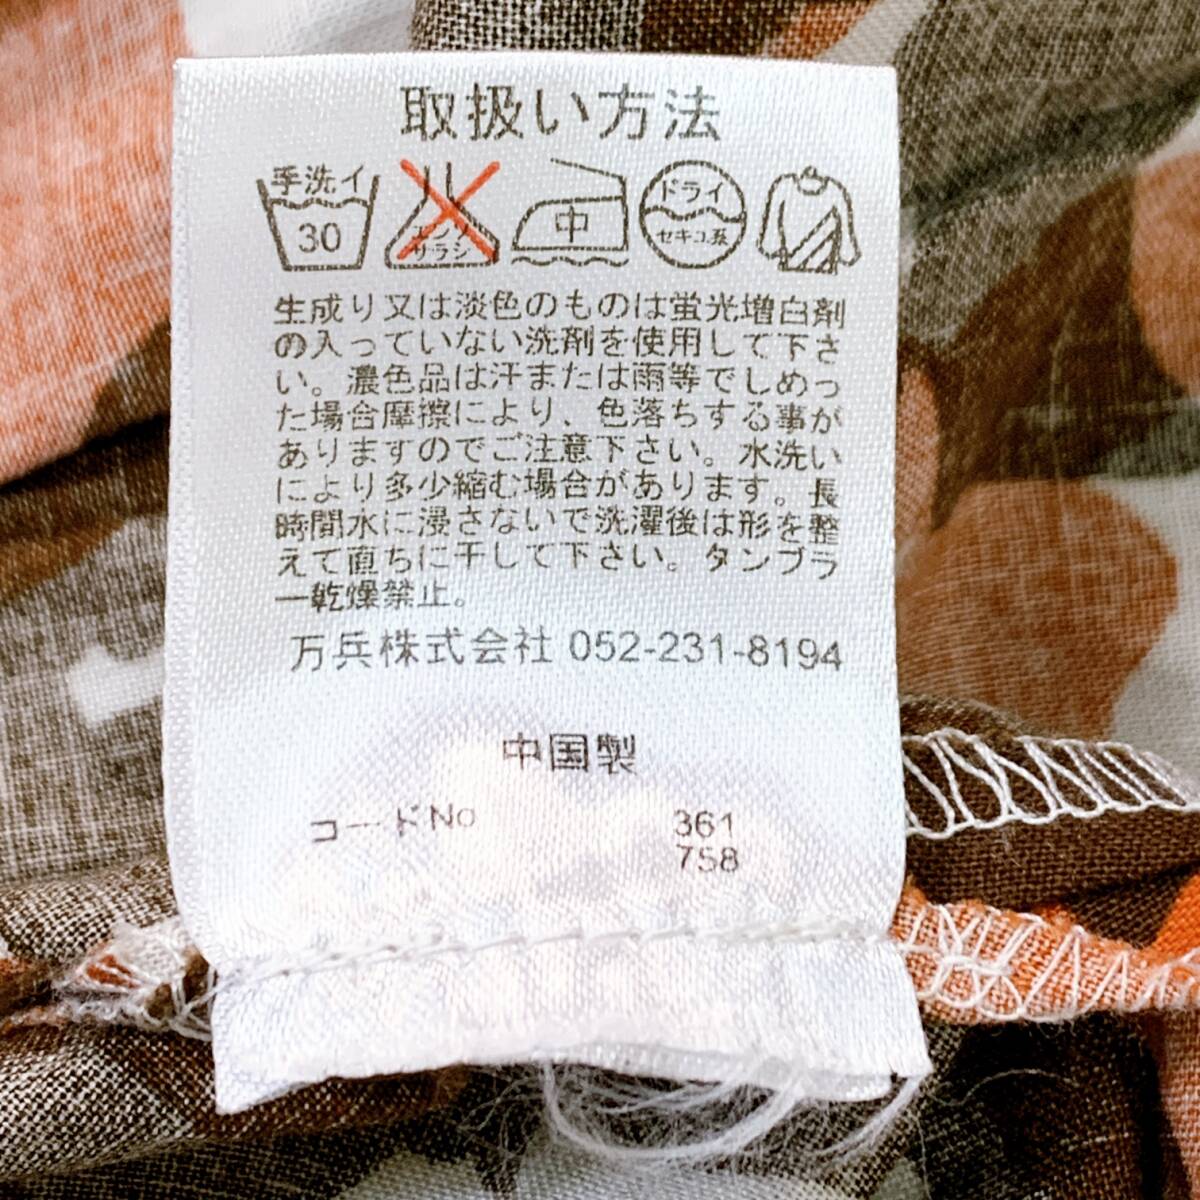 取扱い方法
手洗イ 30 エンソサラシ 中 ドライ セキユ系
生成り又は淡色のものは蛍光増白剤
の入っていない洗剤を使用して下さ
い。濃色品は汗または雨等でしめっ
た場合摩擦により、色落ちする事が
ありますのでご注意下さい。水洗い
により多少縮む場合があります。長
時間水に浸さないで洗濯後は形を整
えて直ちに干して下さい。タンブラ
ー乾燥禁止。
万兵株式会社 052-231-8194
中国製
コードNo 361
758